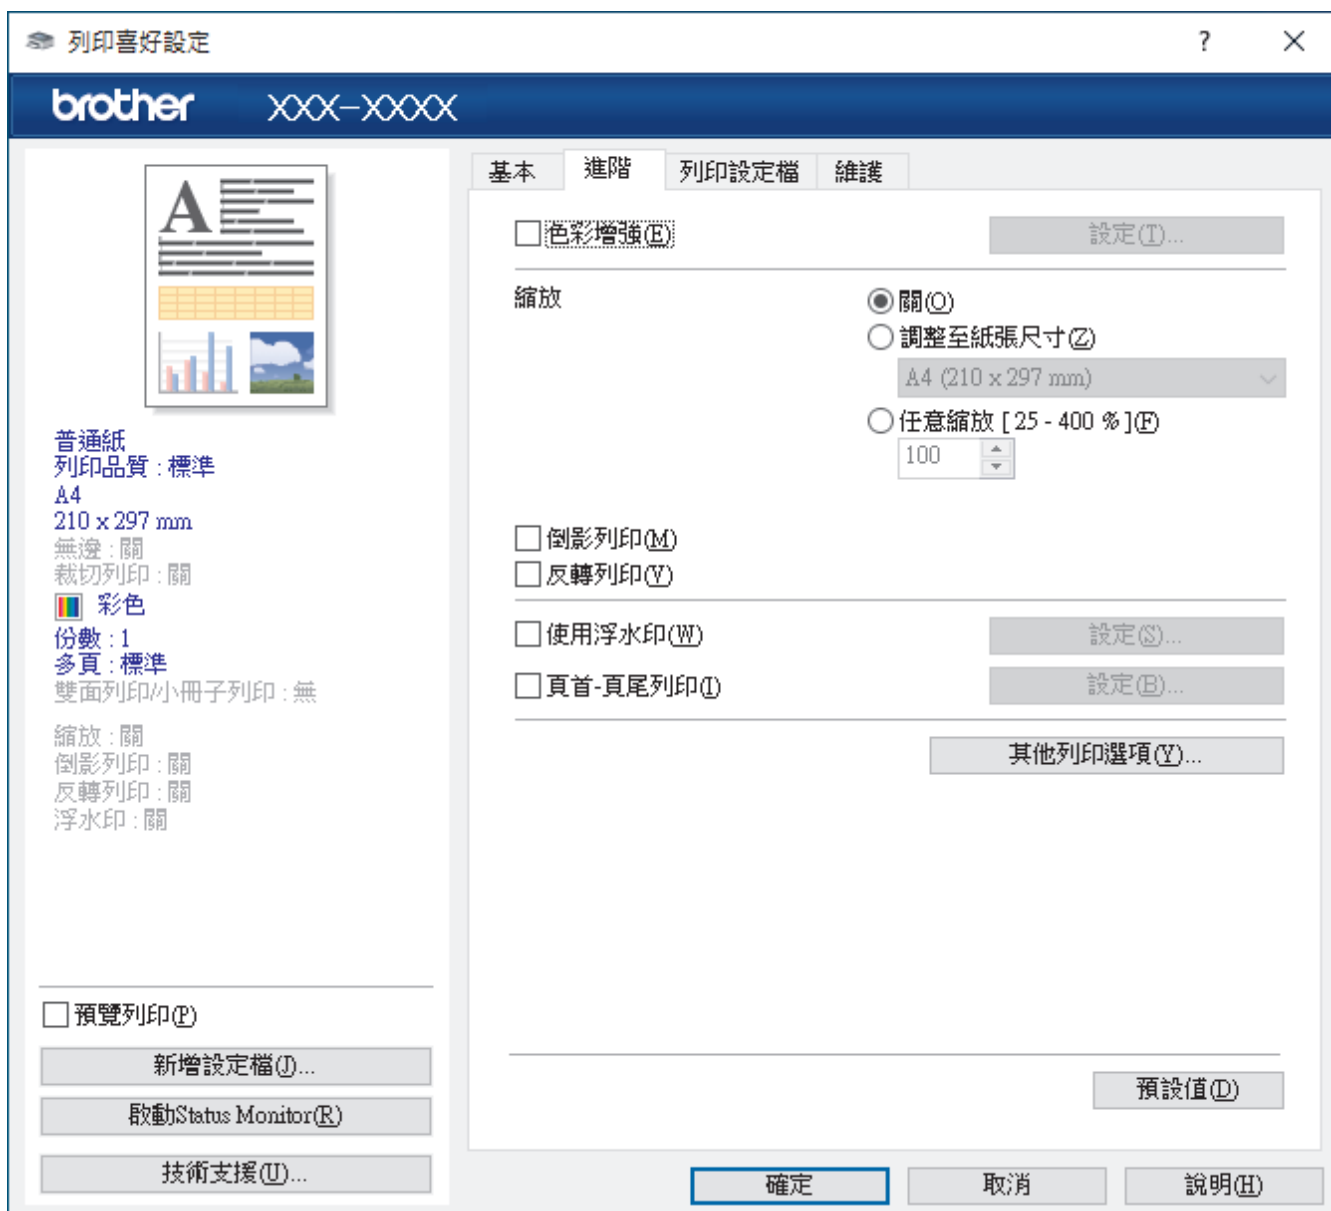 列印喜好設定
?
brother XXX-XXXX
A
普通紙
列印品質 : 標準
A4
210 x 297 mm
無邊 : 關
裁切列印 : 關
彩色
份數 : 1
多頁 : 標準
雙面列印/小冊子列印 : 無
縮放 : 關
倒影列印 : 關
反轉列印 : 關
浮水印 : 關
預覽列印(P)
新增設定檔(J)...
啟動Status Monitor(R)
技術支援(U)...
基本 進階 列印設定檔 維護
色彩增強(E) 設定(T)...
縮放 關(O)
調整至紙張尺寸(Z)
A4 (210 x 297 mm)
任意縮放 [ 25 - 400 % ](F)
100
倒影列印(M)
反轉列印(V)
使用浮水印(W) 設定(S)...
頁首-頁尾列印(I) 設定(B)...
其他列印選項(Y)...
預設值(D)
確定 取消 說明(H)